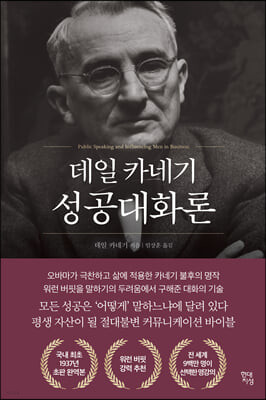 Public Speaking and Influencing Men in Business
데일 카네기
성공대화론
데일 카네기 지음 | 임상훈 옮김
오바마가 극찬하고 삶에 적용한 카네기 불후의 명작
워런 버핏을 말하기의 두려움에서 구해준 대화의 기술
모든 성공은 ‘어떻게’ 말하느냐에 달려 있다
평생 자산이 될 절대불변 커뮤니케이션 바이블
국내 최초
1937년
초판 완역본
워런 버핏
강력 추천
전 세계
9백만 명이
선택한 명강의
현대
지성